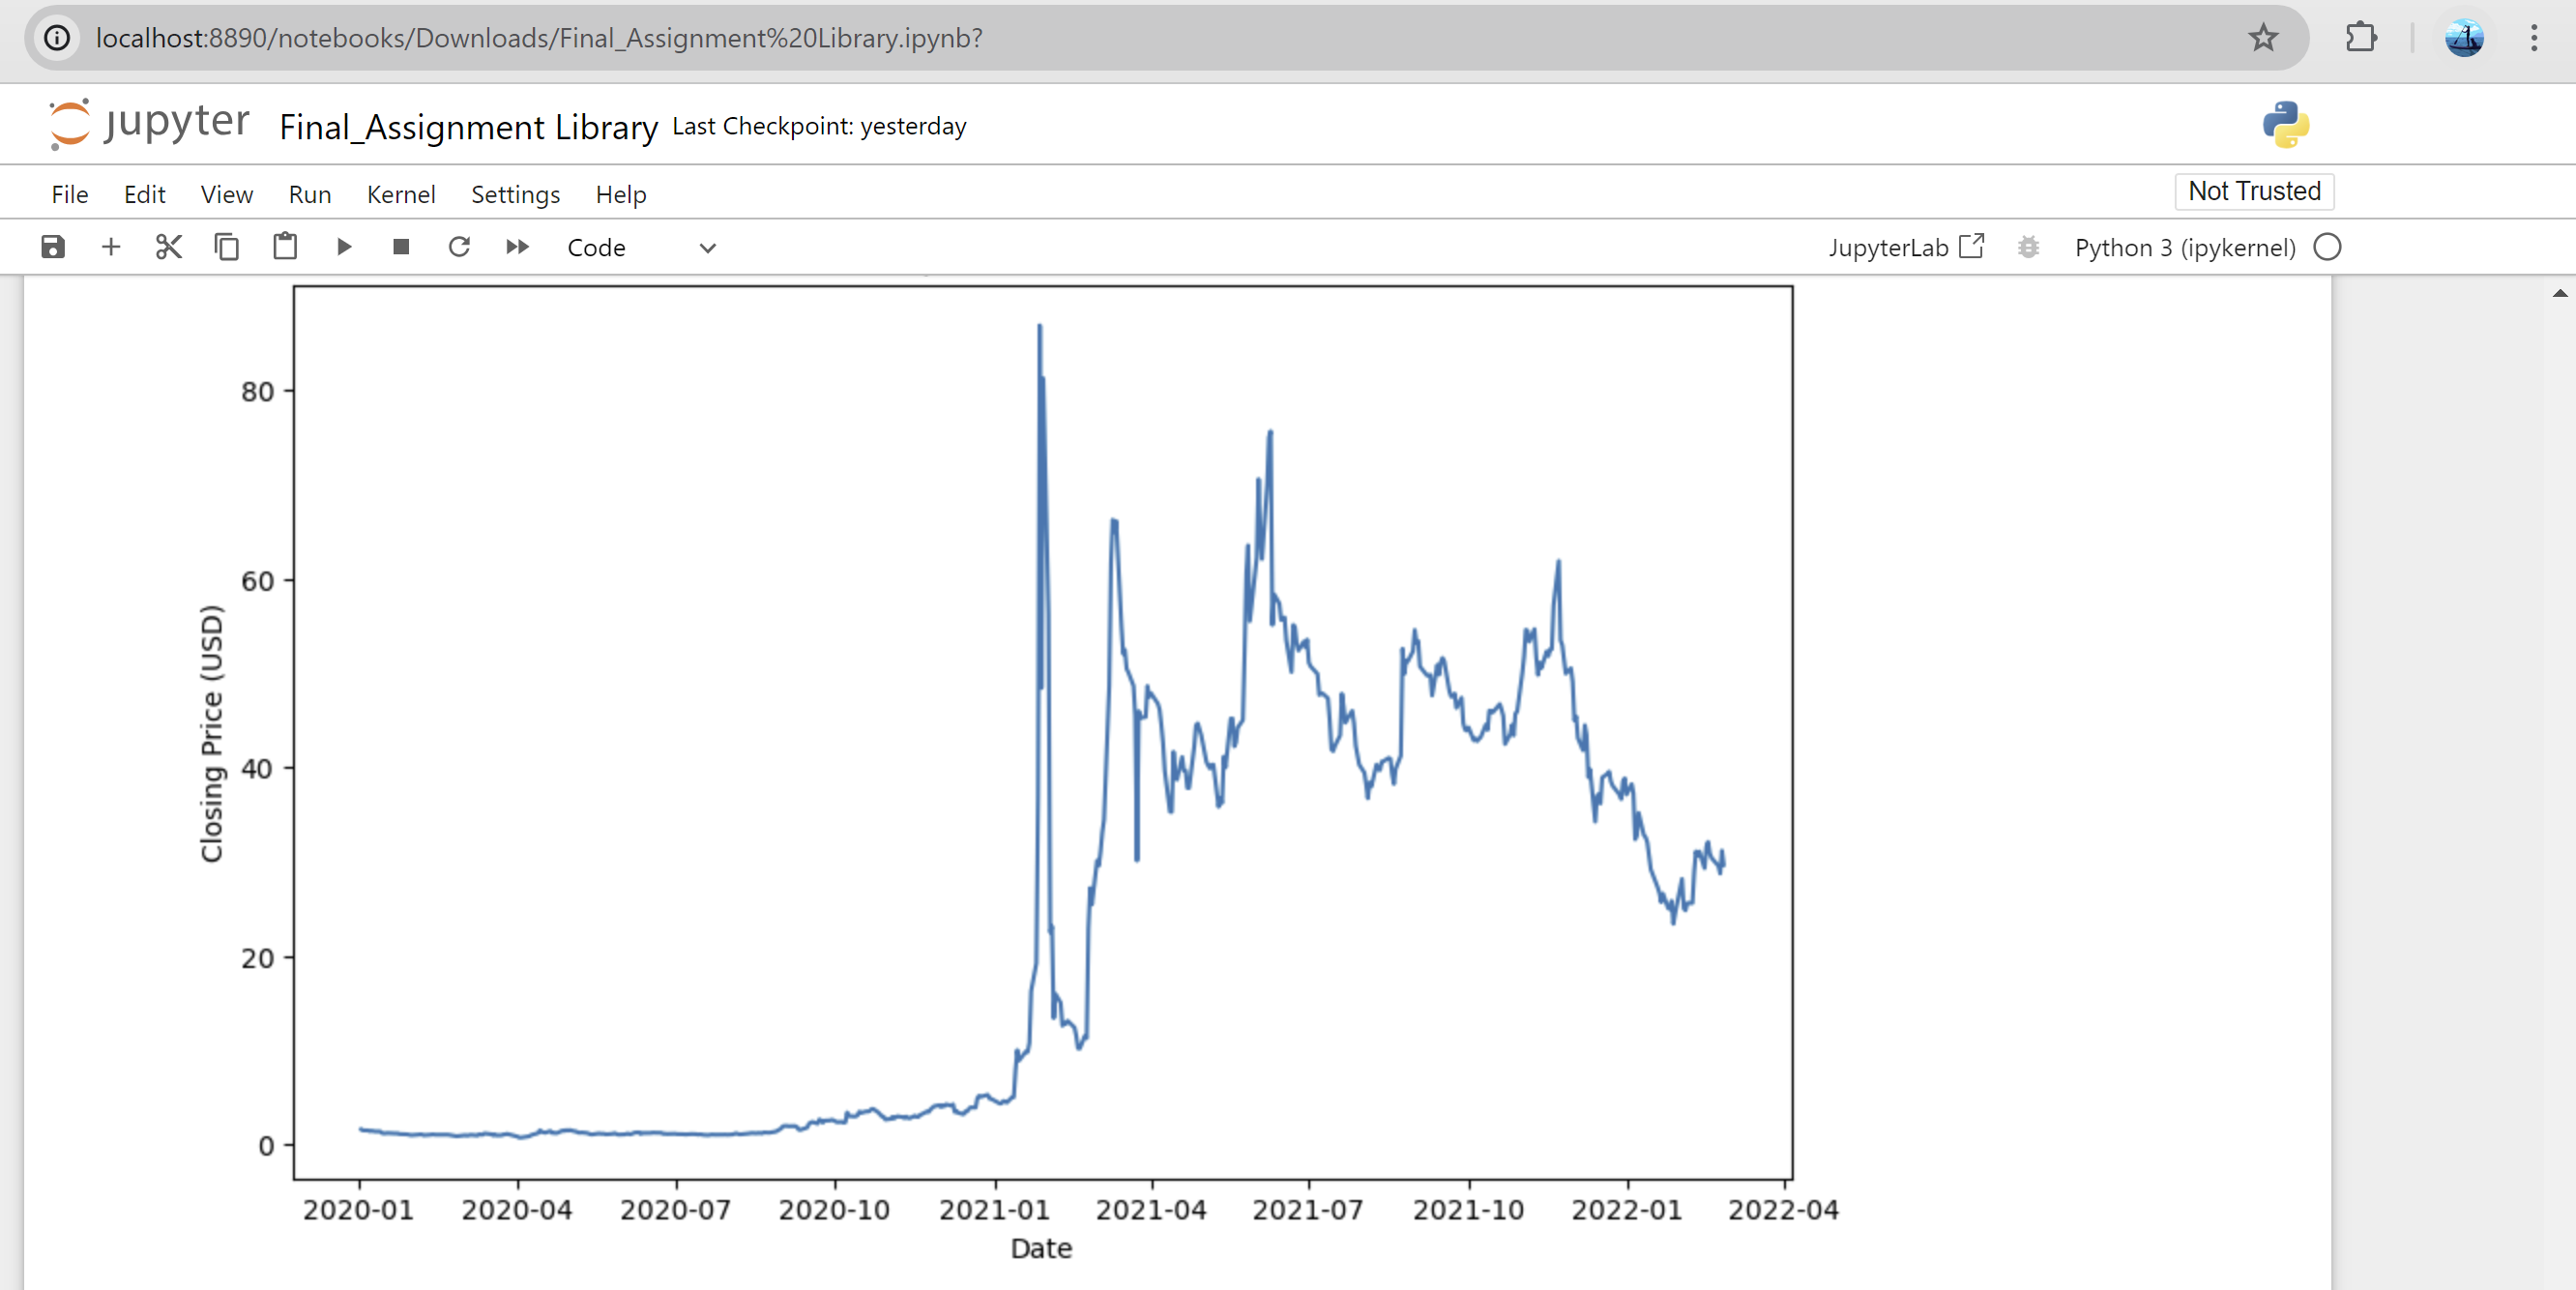 localhost:8890/notebooks/Downloads/Final_Assignment%20Library.ipynb?
jupyter Final_Assignment Library Last Checkpoint: yesterday
File Edit View Run Kernel Settings Help Not Trusted
Code JupyterLab Python 3 (ipykernel)
80
60
40
20
0
Closing Price (USD)
2020-01 2020-04 2020-07 2020-10 2021-01 2021-04 2021-07 2021-10 2022-01 2022-04
Date